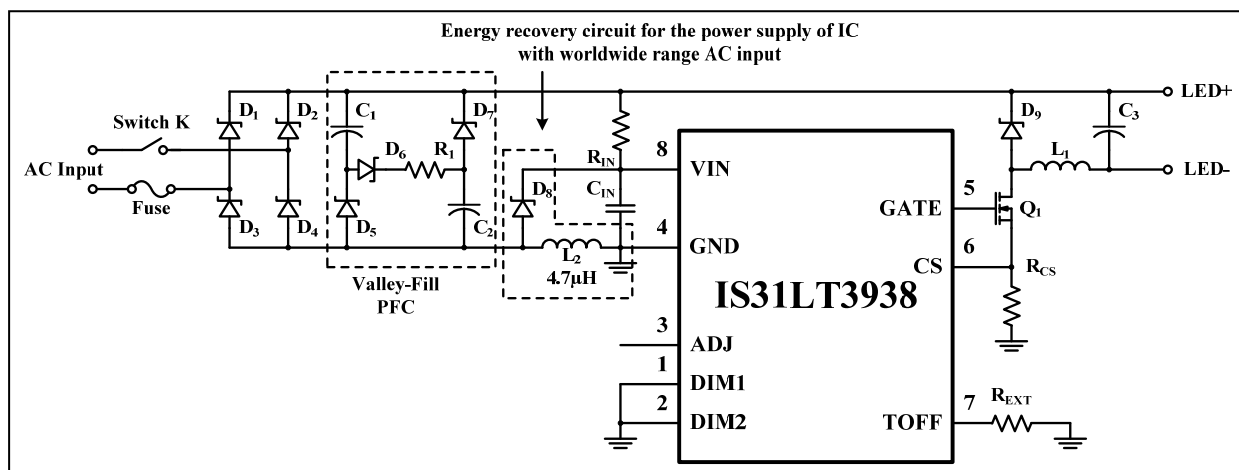 Energy recovery circuit for the power supply of IC
with worldwide range AC input
Switch K
AC Input
Fuse
D1
D2
D3
D4
C1
D5
D6
R1
D7
C2
Valley-Fill
PFC
D8
RIN
CIN
L2
4.7µH
8
VIN
4
GND
3
ADJ
1
DIM1
2
DIM2
IS31LT3938
GATE
5
CS
6
TOFF
7
REXT
RCS
Q1
D9
L1
C3
LED+
LED-